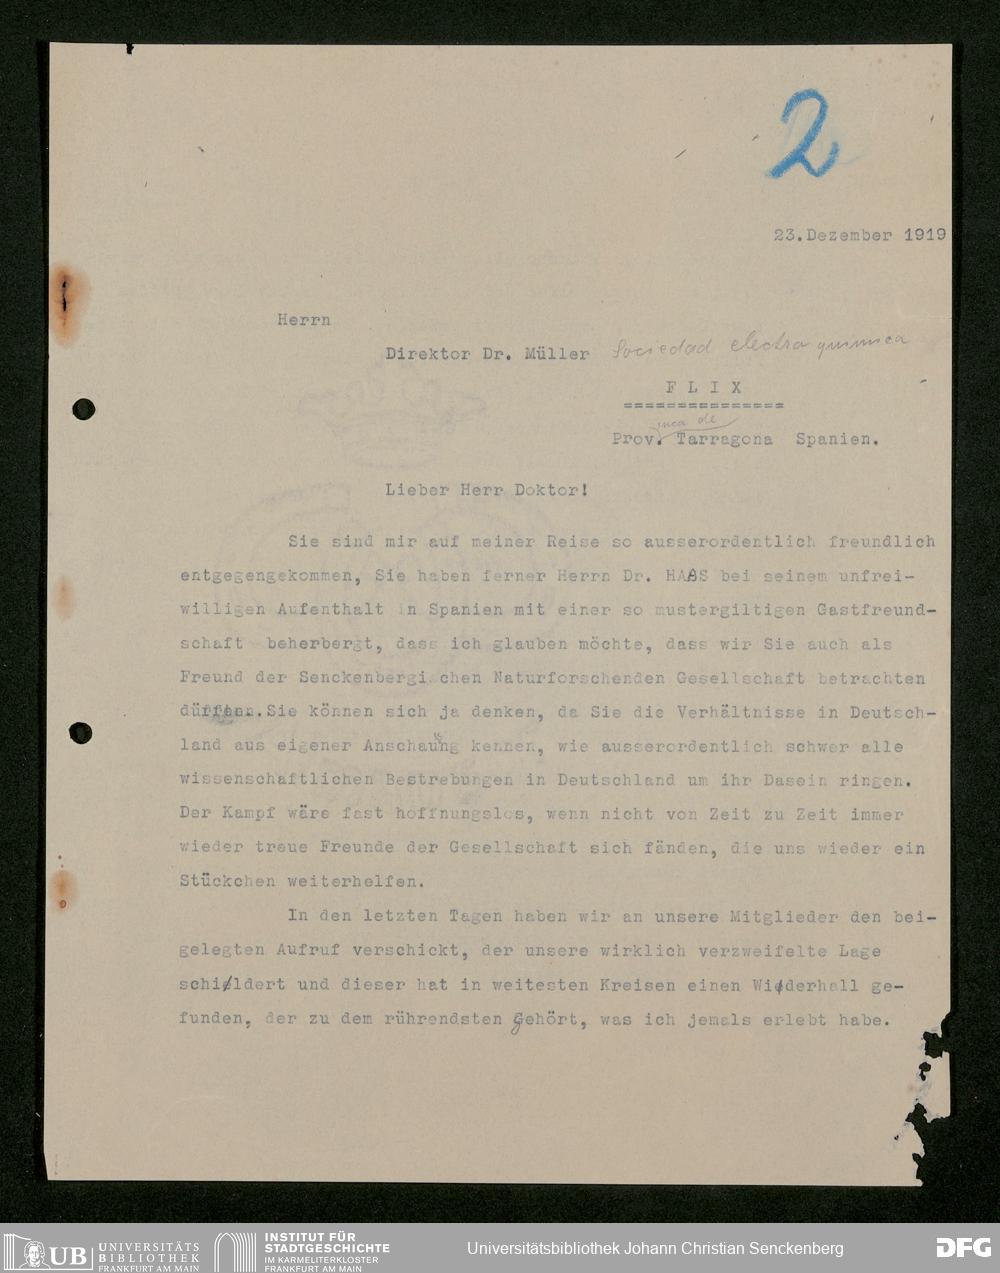 2
23.Dezember 1919
Herrn
Direktor Dr. Müller Sociedad electra quimica
F L I X
===============
inca de
Prov. Tarragona Spanien.
Lieber Herr Doktor!
Sie sind mir auf meiner Reise so ausserordentlich freundlich
entgegengekommen, Sie haben ferner Herrn Dr. HAAS bei seinem unfrei-
willigen Aufenthalt in Spanien mit einer so mustergiltigen Gastfreund-
schaft beherbergt, dass ich glauben möchte, dass wir Sie auch als
Freund der Senckenbergischen Naturforschenden Gesellschaft betrachten
dürften.Sie können sich ja denken, da Sie die Verhältnisse in Deutsch-
land aus eigener Anschauung kennen, wie ausserordentlich schwer alle
wissenschaftlichen Bestrebungen in Deutschland um ihr Dasein ringen.
Der Kampf wäre fast hoffnungslos, wenn nicht von Zeit zu Zeit immer
wieder treue Freunde der Gesellschaft sich fänden, die uns wieder ein
Stückchen weiterhelfen.
In den letzten Tagen haben wir an unsere Mitglieder den bei-
gelegten Aufruf verschickt, der unsere wirklich verzweifelte Lage
schildert und dieser hat in weitesten Kreisen einen Widerhall ge-
funden, der zu dem rührendsten gehört, was ich jemals erlebt habe.
UB UNIVERSITÄTS
BIBLIOTHEK
FRANKFURT AM MAIN
INSTITUT FÜR
STADTGESCHICHTE
IM KARMELITERKLOSTER
FRANKFURT AM MAIN
Universitätsbibliothek Johann Christian Senckenberg
DFG